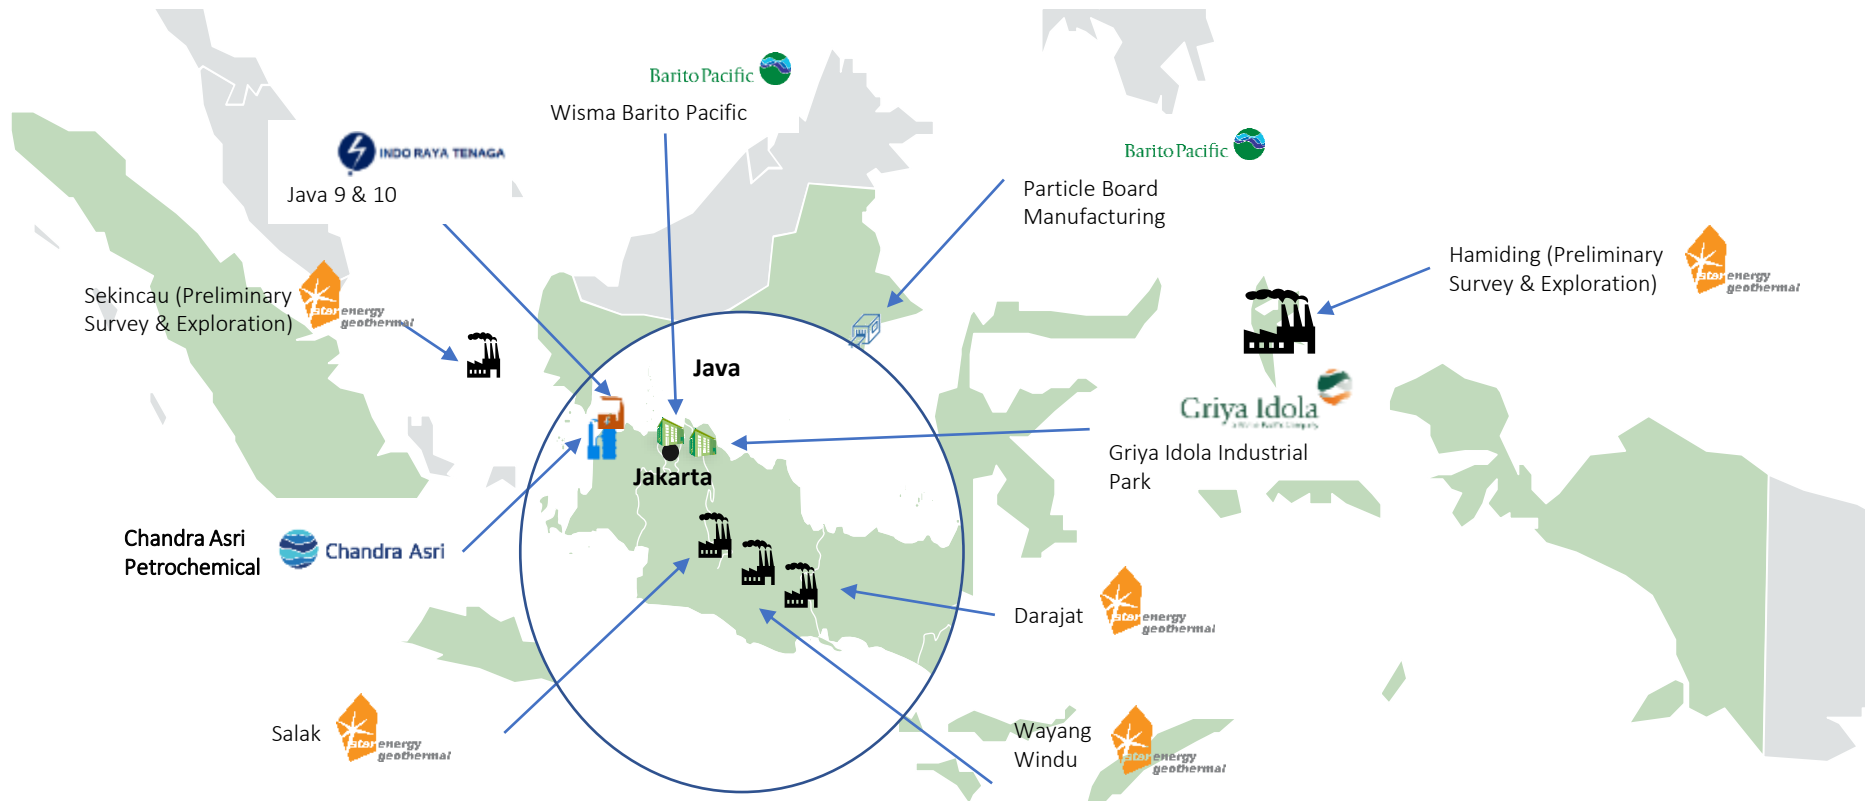 Barito Pacific
Wisma Barito Pacific
INDO RAYA TENAGA
Java 9 & 10
Barito Pacific
Particle Board
Manufacturing
Hamiding (Preliminary
Survey & Exploration)
star energy
geothermal
Sekincau (Preliminary
Survey & Exploration)
star energy
geothermal
Java
Griya Idola
Griya Idola Industrial
Park
Jakarta
Chandra Asri
Petrochemical
Chandra Asri
Darajat
star energy
geothermal
Salak
star energy
geothermal
Wayang
Windu
star energy
geothermal